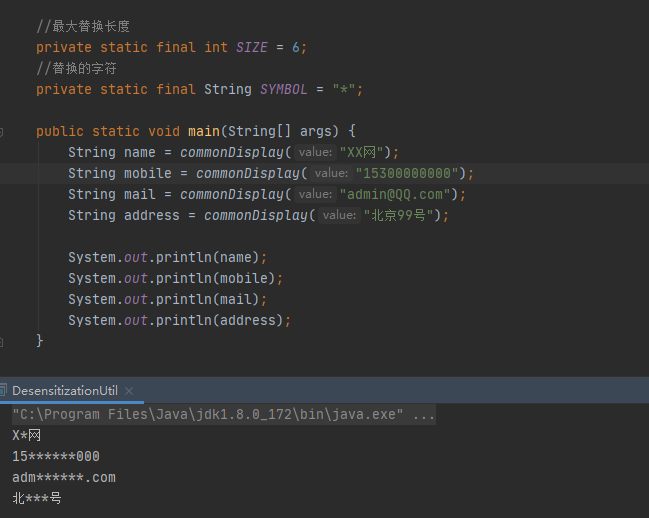 //最大替换长度
private static final int SIZE = 6;
//替换的字符
private static final String SYMBOL = "*";
public static void main(String[] args) {
String name = commonDisplay( value: "XX网");
String mobile = commonDisplay( value: "15300000000");
String mail = commonDisplay( value: "admin@QQ.com");
String address = commonDisplay( value: "北京99号");
System.out.println(name);
System.out.println(mobile);
System.out.println(mail);
System.out.println(address);
}
DesensitizationUtil ×
"C:\Program Files\Java\jdk1.8.0_172\bin\java.exe" ...
X*网
15******000
adm******.com
北***号